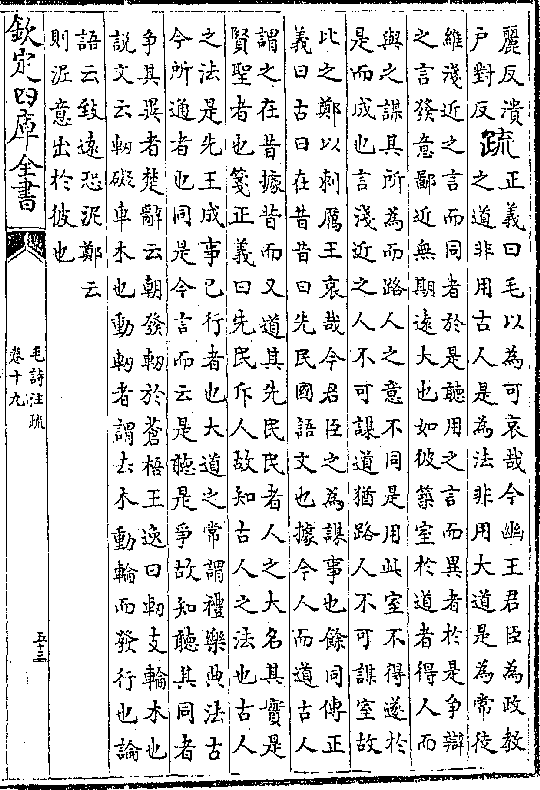 麗反潰
戶對反
疏
正義曰毛以為可哀哉今幽王君臣為政教
之道非用古人是為法非用大道是為常徒
維淺近之言而同者於是聽用之言而異者於是爭辯
之言發意鄙近無期遠大也如彼築室於道者得人而
與之謀其所為而路人之意不同是用此室不得遂於
是而成也言淺近之人不可謀道猶路人不可謀室故
比之鄭以刺厲王哀哉今君臣之為謀事也餘同傳正
義曰古曰在昔昔曰先民國語文也據今人而道古人
謂之在昔據昔而又道其先民民者人之大名其實是
賢聖者也箋正義曰先民斥人故知古人之法也古人
之法是先王成事已行者也大道之常謂禮樂典法古
今所通者也同是今言而云是聽是爭故知聽其同者
爭其異者楚辭云朝發軔於蒼梧王逸曰軔支輪木也
說文云軔礙車木也動軔者謂去木動輪而發行也論
語云致遠恐泥鄭云
則泥意出於彼也
欽定四庫全書
毛詩注疏
卷十九
五十三